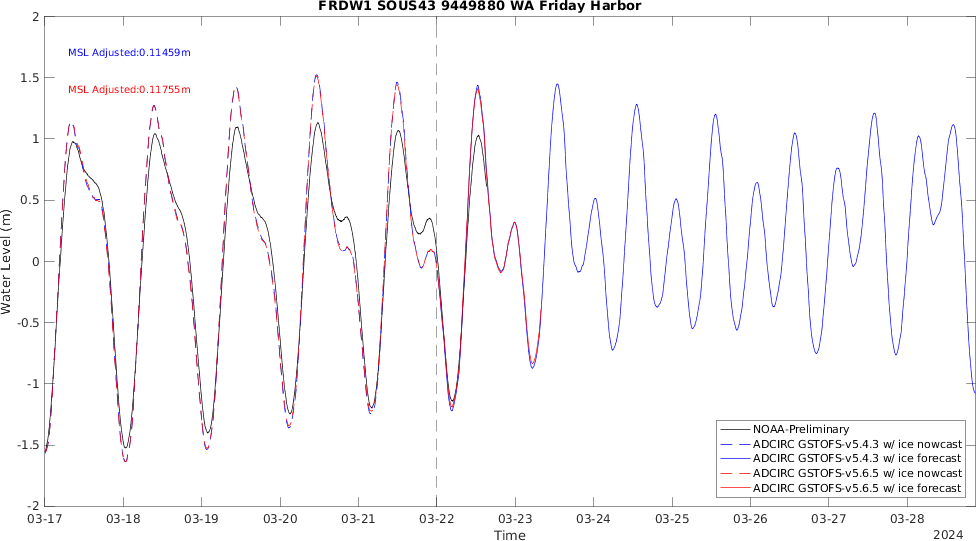 FRDW1 SOUS43 9449880 WA Friday Harbor
MSL Adjusted:0.11459m
MSL Adjusted:0.11755m
Water Level (m)
2
1.5
1
0.5
0
-0.5
-1
-1.5
-2
NOAA-Preliminary
ADCIRC GSTOFS-v5.4.3 w/ ice nowcast
ADCIRC GSTOFS-v5.4.3 w/ ice forecast
ADCIRC GSTOFS-v5.6.5 w/ ice nowcast
ADCIRC GSTOFS-v5.6.5 w/ ice forecast
03-17 03-18 03-19 03-20 03-21 03-22 03-23 03-24 03-25 03-26 03-27 03-28
Time
2024